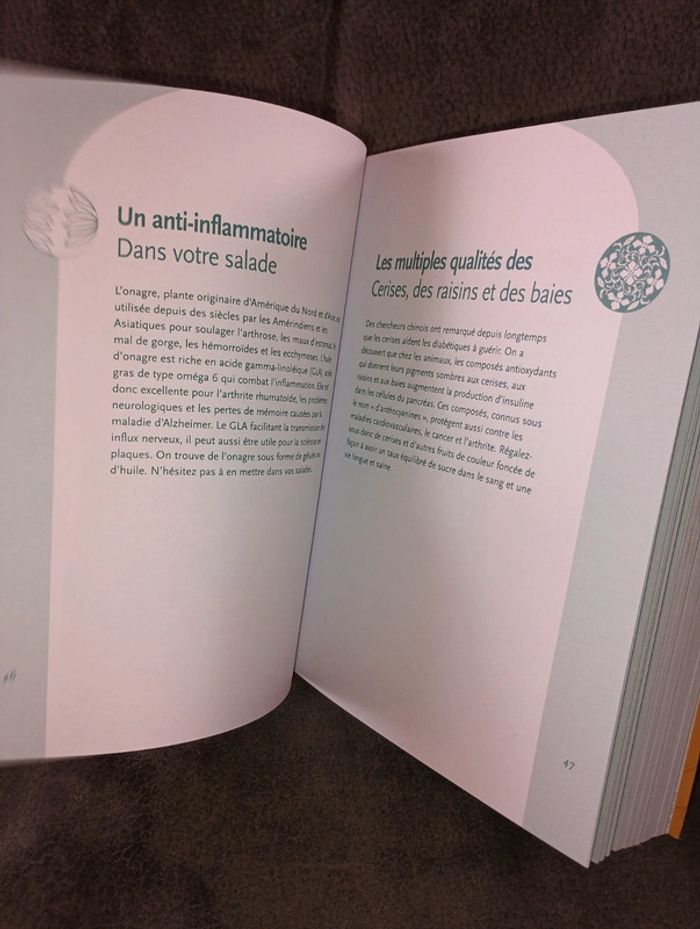 Un anti-inflammatoire
Dans votre salade
L'onagre, plante originaire d'Amérique du Nord et d'Asie est
utilisée depuis des siècles par les Amérindiens et les
Asiatiques pour soulager l'arthrose, les maux d'estomac, le
mal de gorge, les hémorroïdes et les ecchymoses. L'huile
d'onagre est riche en acide gamma-linoléique (GLA), acide
gras de type oméga 6 qui combat l'inflammation. Elle est
donc excellente pour l'arthrite rhumatoïde, les problèmes
neurologiques et les pertes de mémoire causées par la
maladie d'Alzheimer. Le GLA facilitant la transmission de
influx nerveux, il peut aussi être utile pour la sclérose en
plaques. On trouve de l'onagre sous forme de gélules ou
d'huile. N'hésitez pas à en mettre dans vos salades.
46
Les multiples qualités des
Cerises, des raisins et des baies
Des chercheurs chinois ont remarqué depuis longtemps
que les cerises aident les diabétiques à guérir. On a
découvert que chez les animaux, les composés antioxydants
qui donnent leurs pigments sombres aux cerises, aux
raisins et aux baies augmentent la production d'insuline
dans les cellules du pancréas. Ces composés, connus sous
le nom « d'anthocyanines », protègent aussi contre les
maladies cardiovasculaires, le cancer et l'arthrite. Régalez-
vous donc de cerises et d'autres fruits de couleur foncée de
façon à avoir un taux équilibré de sucre dans le sang et une
vie longue et saine.
47